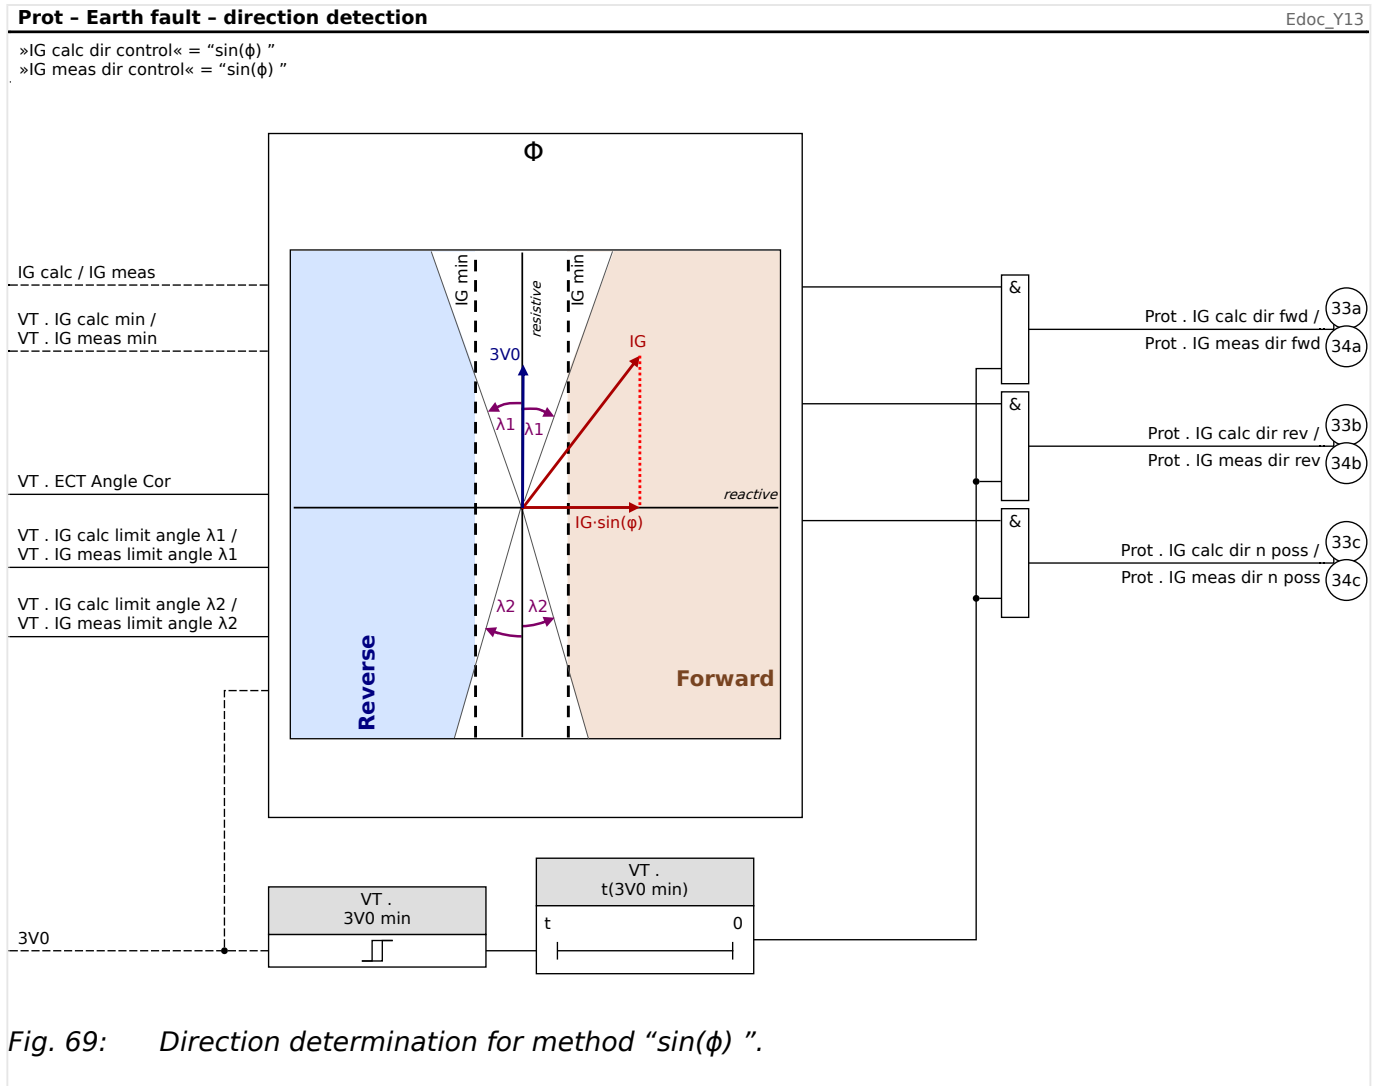 Prot – Earth fault – direction detection
Edoc_Y13
»IG calc dir control« = “sin(ϕ) ”
»IG meas dir control« = “sin(ϕ) ”
Φ
IG calc / IG meas
VT . IG calc min /
VT . IG meas min
VT . ECT Angle Cor
VT . IG calc limit angle λ1 /
VT . IG meas limit angle λ1
VT . IG calc limit angle λ2 /
VT . IG meas limit angle λ2
3V0
IG min
resistive
IG min
3V0
IG
λ1
λ1
reactive
IG·sin(φ)
λ2
λ2
Reverse
Forward
&
Prot . IG calc dir fwd /
33a
Prot . IG meas dir fwd
34a
&
Prot . IG calc dir rev /
33b
Prot . IG meas dir rev
34b
&
Prot . IG calc dir n poss /
33c
Prot . IG meas dir n poss
34c
VT .
3V0 min
VT .
t(3V0 min)
t
0
Fig. 69: Direction determination for method “sin(ϕ) ”.